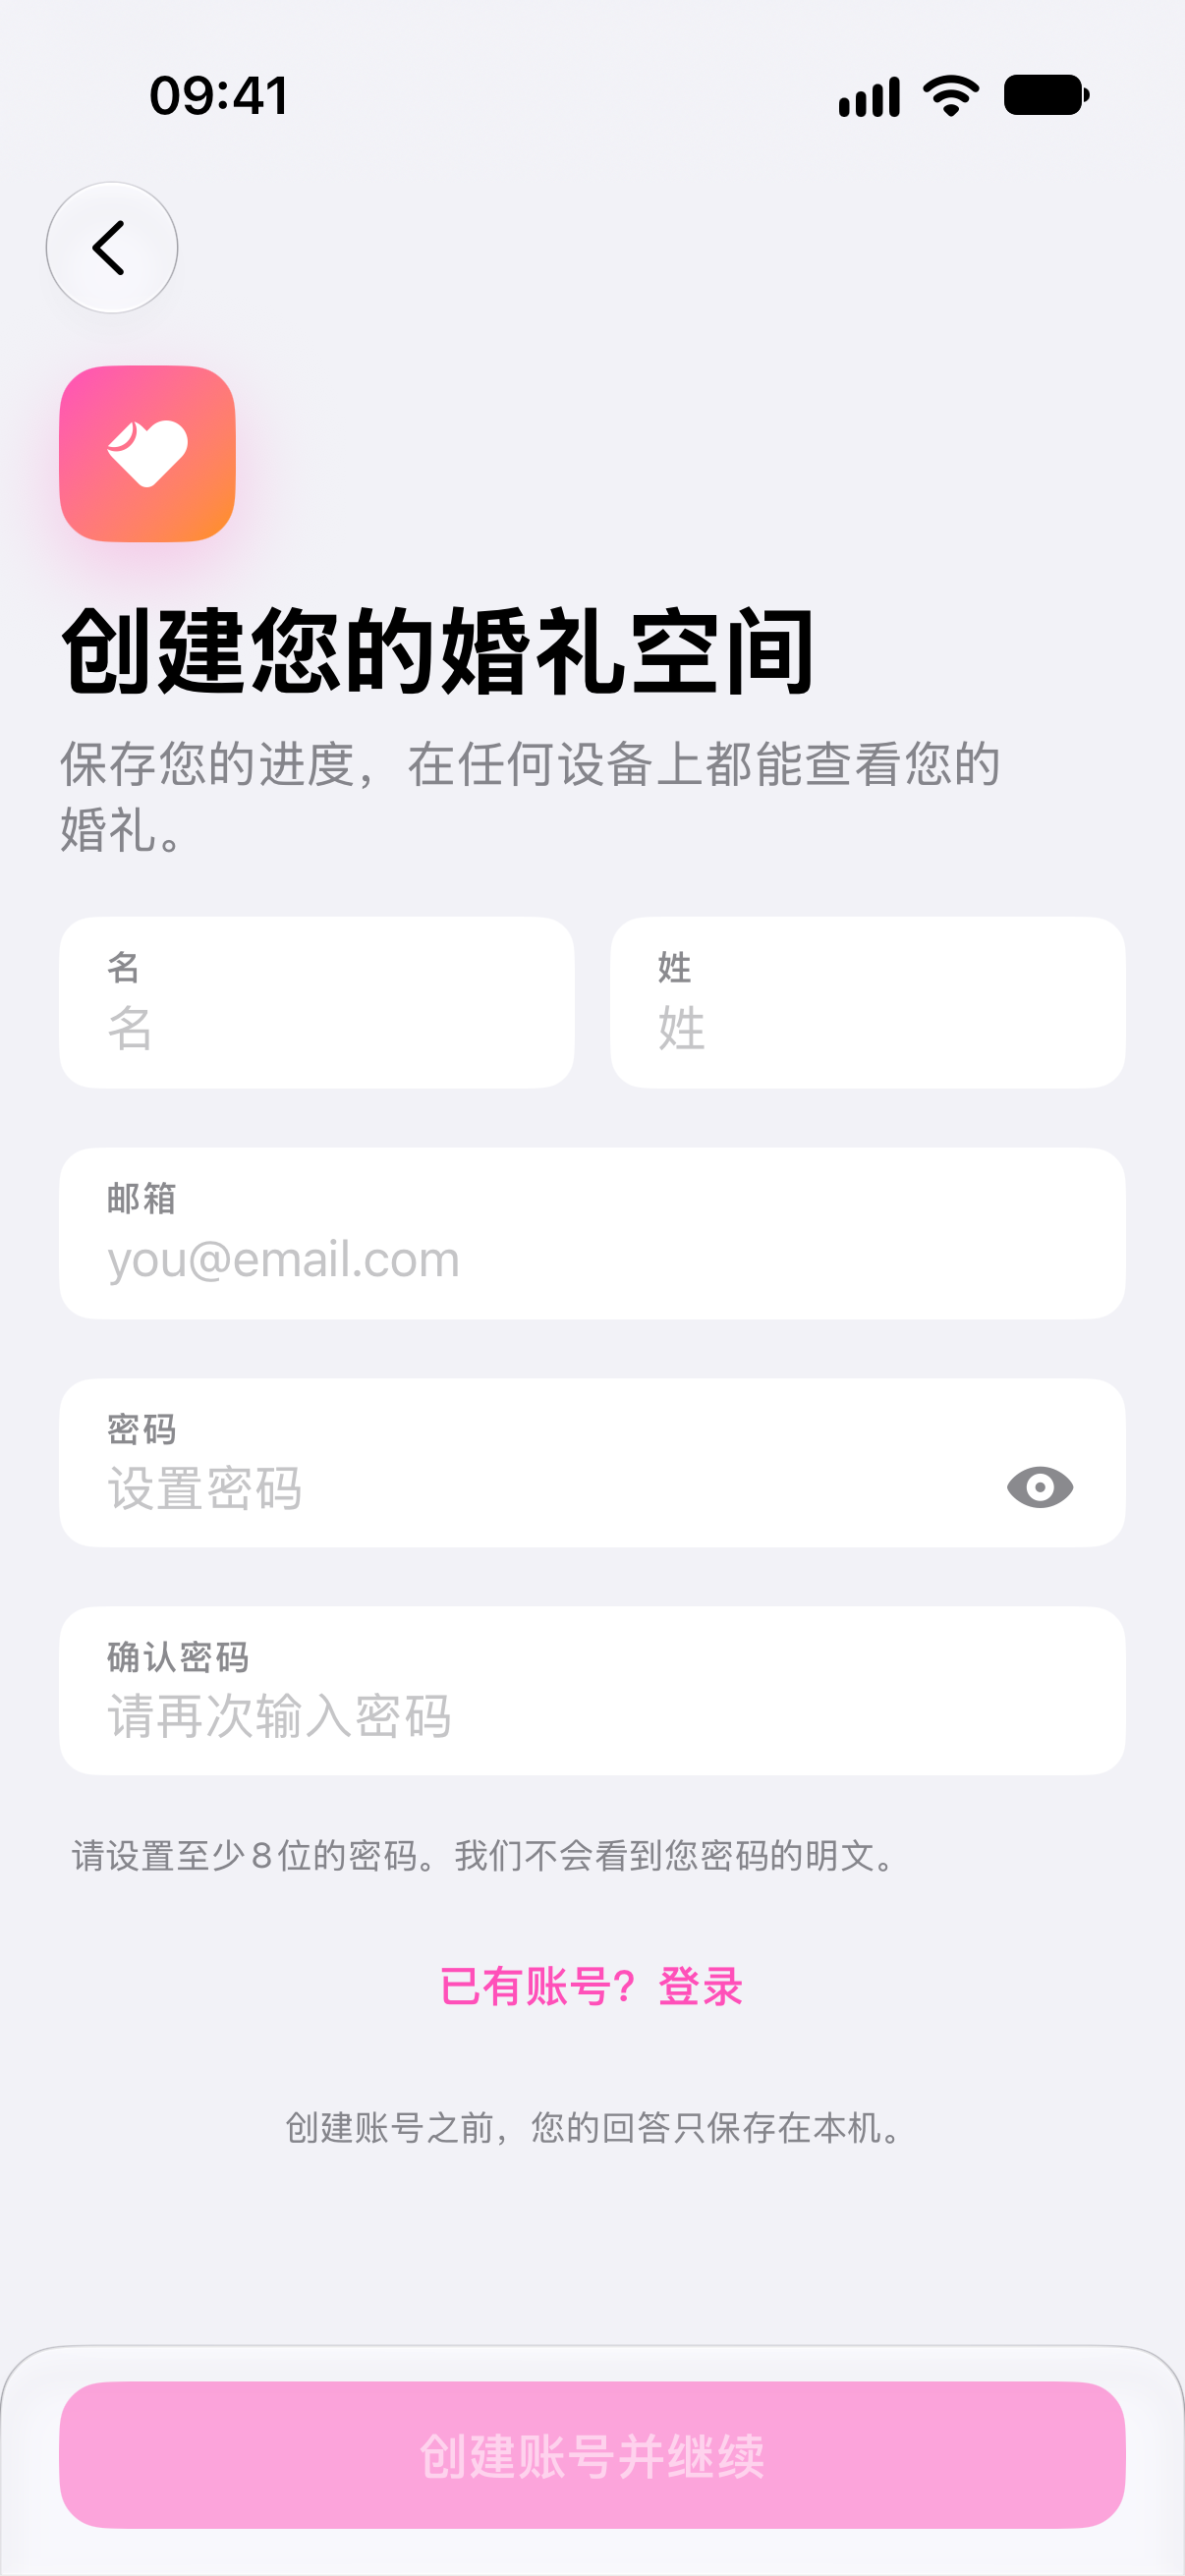 09:41
创建您的婚礼空间
保存您的进度，在任何设备上都能查看您的
婚礼。
名
名
姓
姓
邮箱
you@email.com
密码
设置密码
确认密码
请再次输入密码
请设置至少 8 位的密码。我们不会看到您密码的明文。
已有账号？登录
创建账号之前，您的回答只保存在本机。
创建账号并继续